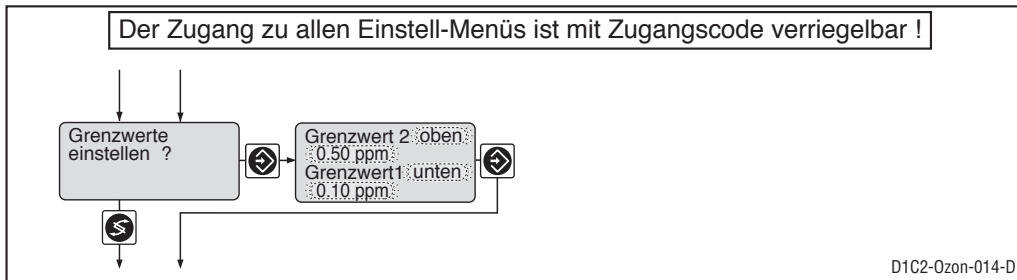 Der Zugang zu allen Einstell-Menüs ist mit Zugangscode verriegelbar !
Grenzwerte
einstellen ?
Grenzwert 2 oben
0.50 ppm
Grenzwert1 unten
0.10 ppm
D1C2-Ozon-014-D